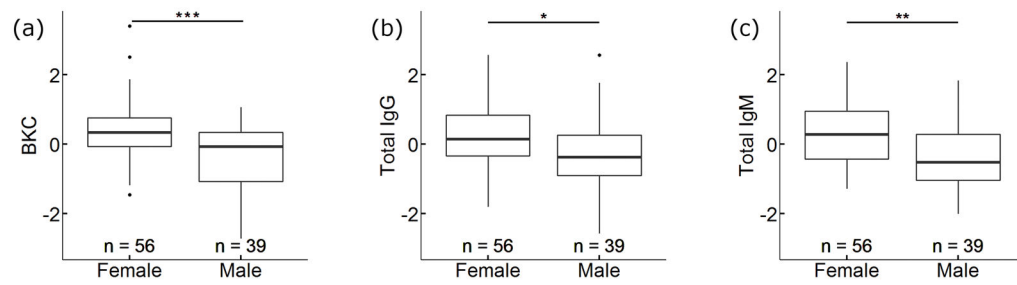 (a)
***
BKC
2
0
-2
n = 56
n = 39
Female
Male
(b)
*
Total IgG
2
0
-2
n = 56
n = 39
Female
Male
(c)
**
Total IgM
2
0
-2
n = 56
n = 39
Female
Male